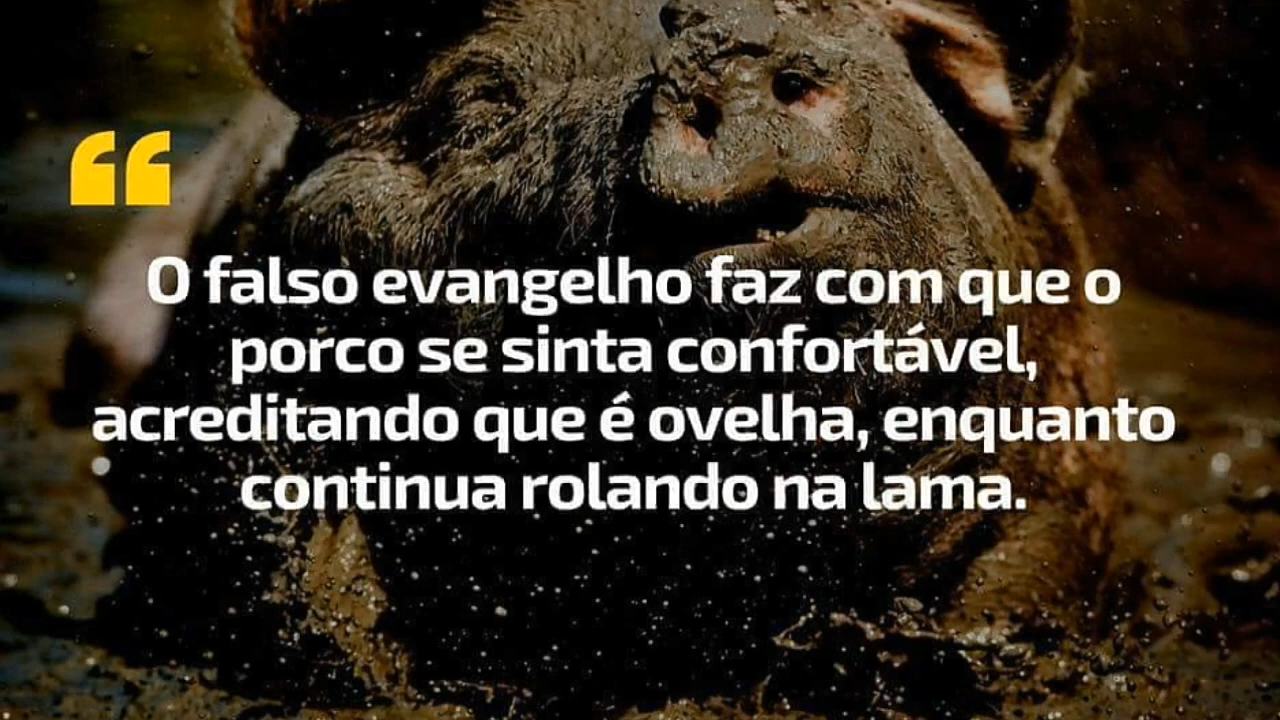 “
O falso evangelho faz com que o
porco se sinta confortável,
acreditando que é ovelha, enquanto
continua rolando na lama.